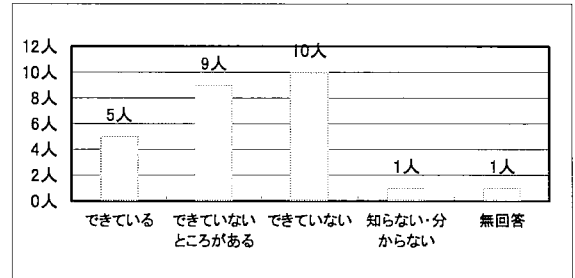 12人
10人
8人
6人
4人
2人
0人
5人
9人
10人
1人
1人
できている
できていない
ところがある
できていない
知らない・分
からない
無回答